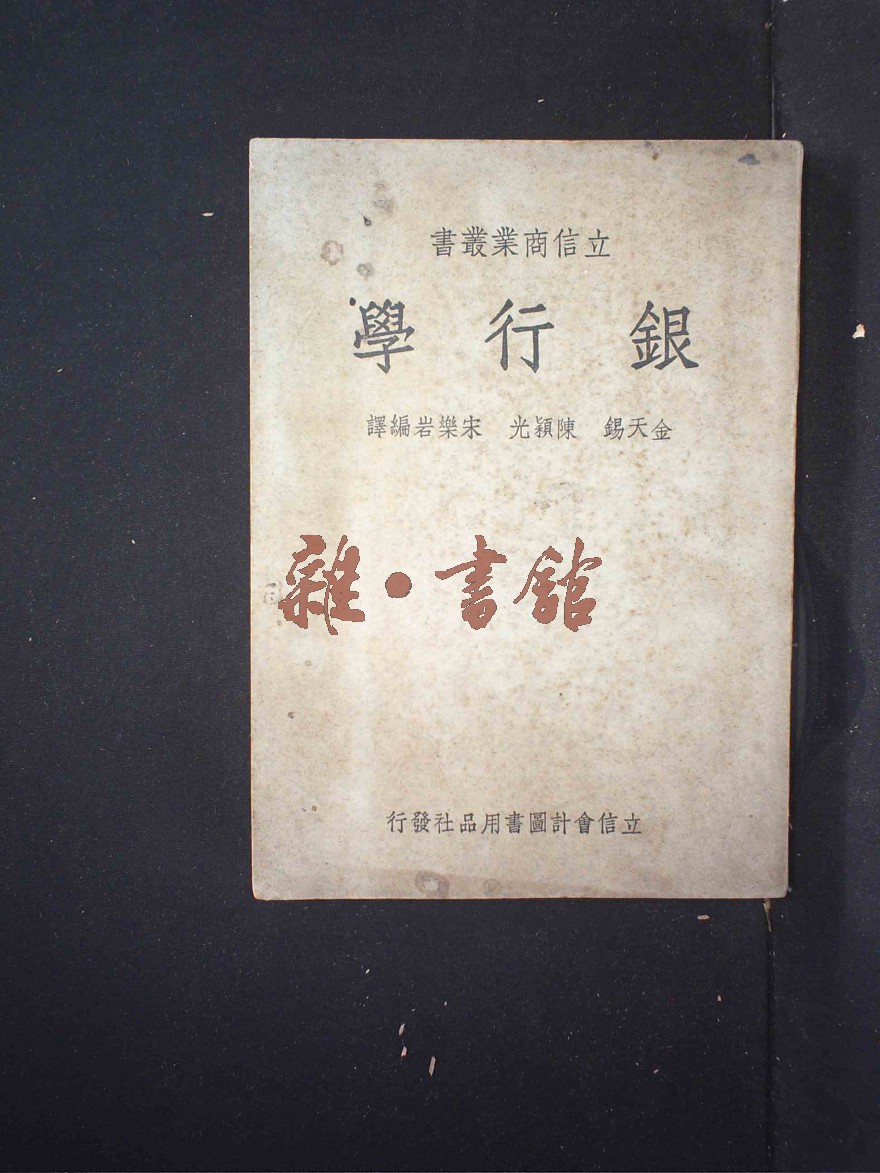 立信商業叢書
銀行學
金天錫 陳穎光 宋樂岩編譯
雜·書館
立信會計圖書用品社發行